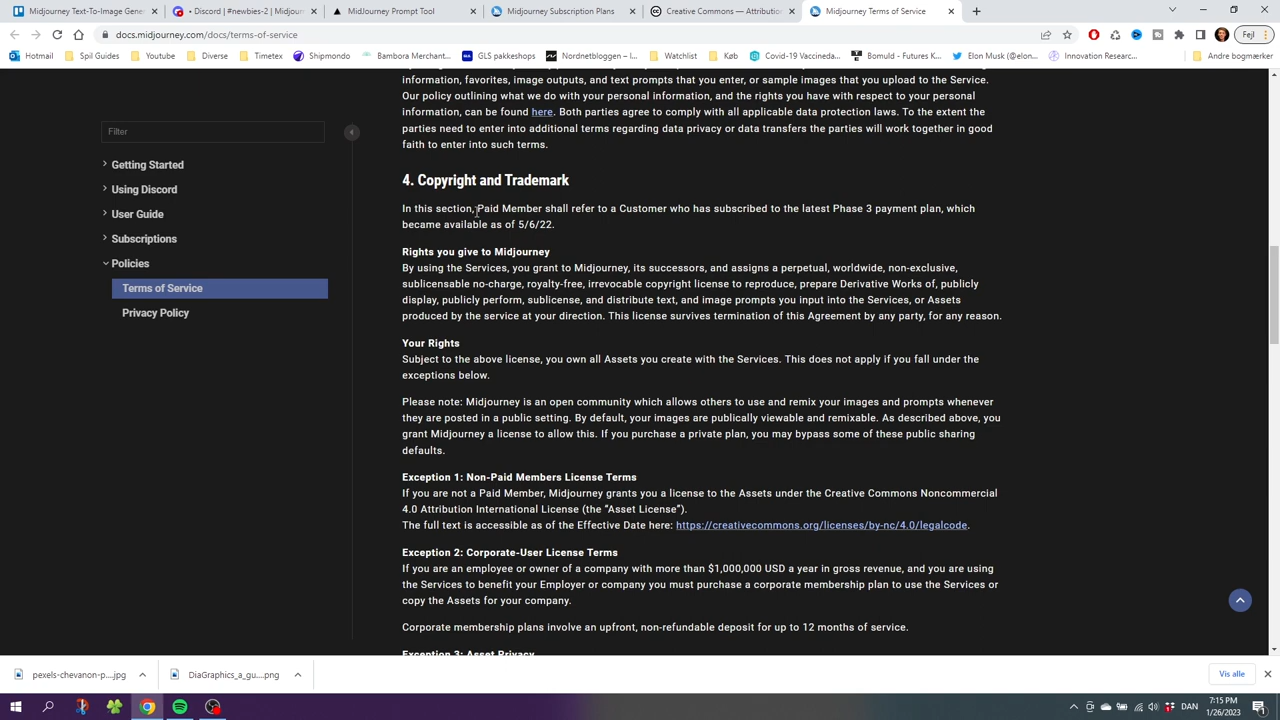 Midjourney Text-To-Image Gener
Discord | #newbies-2 | Midjourn
MidJourney Prompt Tool
Midjourney Subscription Plans
Creative Commons — Attribution
Midjourney Terms of Service
docs.midjourney.com/docs/terms-of-service
Fejl
Hotmail
Spil Guides
Youtube
Diverse
Timetex
Shipmondo
Bambora Merchant...
GLS pakkeshops
Nordnetbloggen – I...
Watchlist
Køb
Covid-19 Vaccineda...
Bomuld - Futures K...
Elon Musk (@elon...
Innovation Researc...
Andre bogmærker
Filter
Getting Started
Using Discord
User Guide
Subscriptions
Policies
Terms of Service
Privacy Policy
information, favorites, image outputs, and text prompts that you enter, or sample images that you upload to the Service.
Our policy outlining what we do with your personal information, and the rights you have with respect to your personal
information, can be found here. Both parties agree to comply with all applicable data protection laws. To the extent the
parties need to enter into additional terms regarding data privacy or data transfers the parties will work together in good
faith to enter into such terms.
4. Copyright and Trademark
In this section, Paid Member shall refer to a Customer who has subscribed to the latest Phase 3 payment plan, which
became available as of 5/6/22.
Rights you give to Midjourney
By using the Services, you grant to Midjourney, its successors, and assigns a perpetual, worldwide, non-exclusive,
sublicensable no-charge, royalty-free, irrevocable copyright license to reproduce, prepare Derivative Works of, publicly
display, publicly perform, sublicense, and distribute text, and image prompts you input into the Services, or Assets
produced by the service at your direction. This license survives termination of this Agreement by any party, for any reason.
Your Rights
Subject to the above license, you own all Assets you create with the Services. This does not apply if you fall under the
exceptions below.
Please note: Midjourney is an open community which allows others to use and remix your images and prompts whenever
they are posted in a public setting. By default, your images are publically viewable and remixable. As described above, you
grant Midjourney a license to allow this. If you purchase a private plan, you may bypass some of these public sharing
defaults.
Exception 1: Non-Paid Members License Terms
If you are not a Paid Member, Midjourney grants you a license to the Assets under the Creative Commons Noncommercial
4.0 Attribution International License (the "Asset License").
The full text is accessible as of the Effective Date here: https://creativecommons.org/licenses/by-nc/4.0/legalcode.
Exception 2: Corporate-User License Terms
If you are an employee or owner of a company with more than $1,000,000 USD a year in gross revenue, and you are using
the Services to benefit your Employer or company you must purchase a corporate membership plan to use the Services or
copy the Assets for your company.
Corporate membership plans involve an upfront, non-refundable deposit for up to 12 months of service.
Exception 3: Asset Privacy
pexels-chevanon-p....jpg
DiaGraphics_a_gu....png
Vis alle
DAN
7:15 PM
1/26/2023